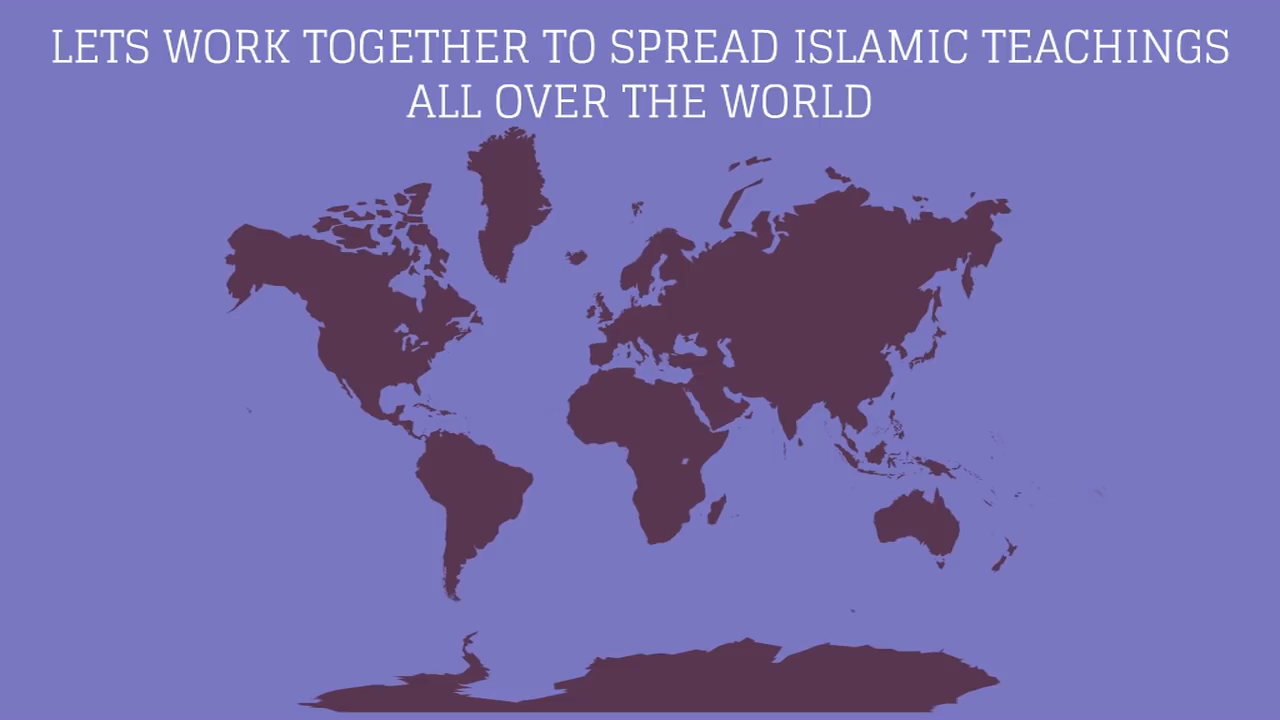 LETS WORK TOGETHER TO SPREAD ISLAMIC TEACHINGS
ALL OVER THE WORLD